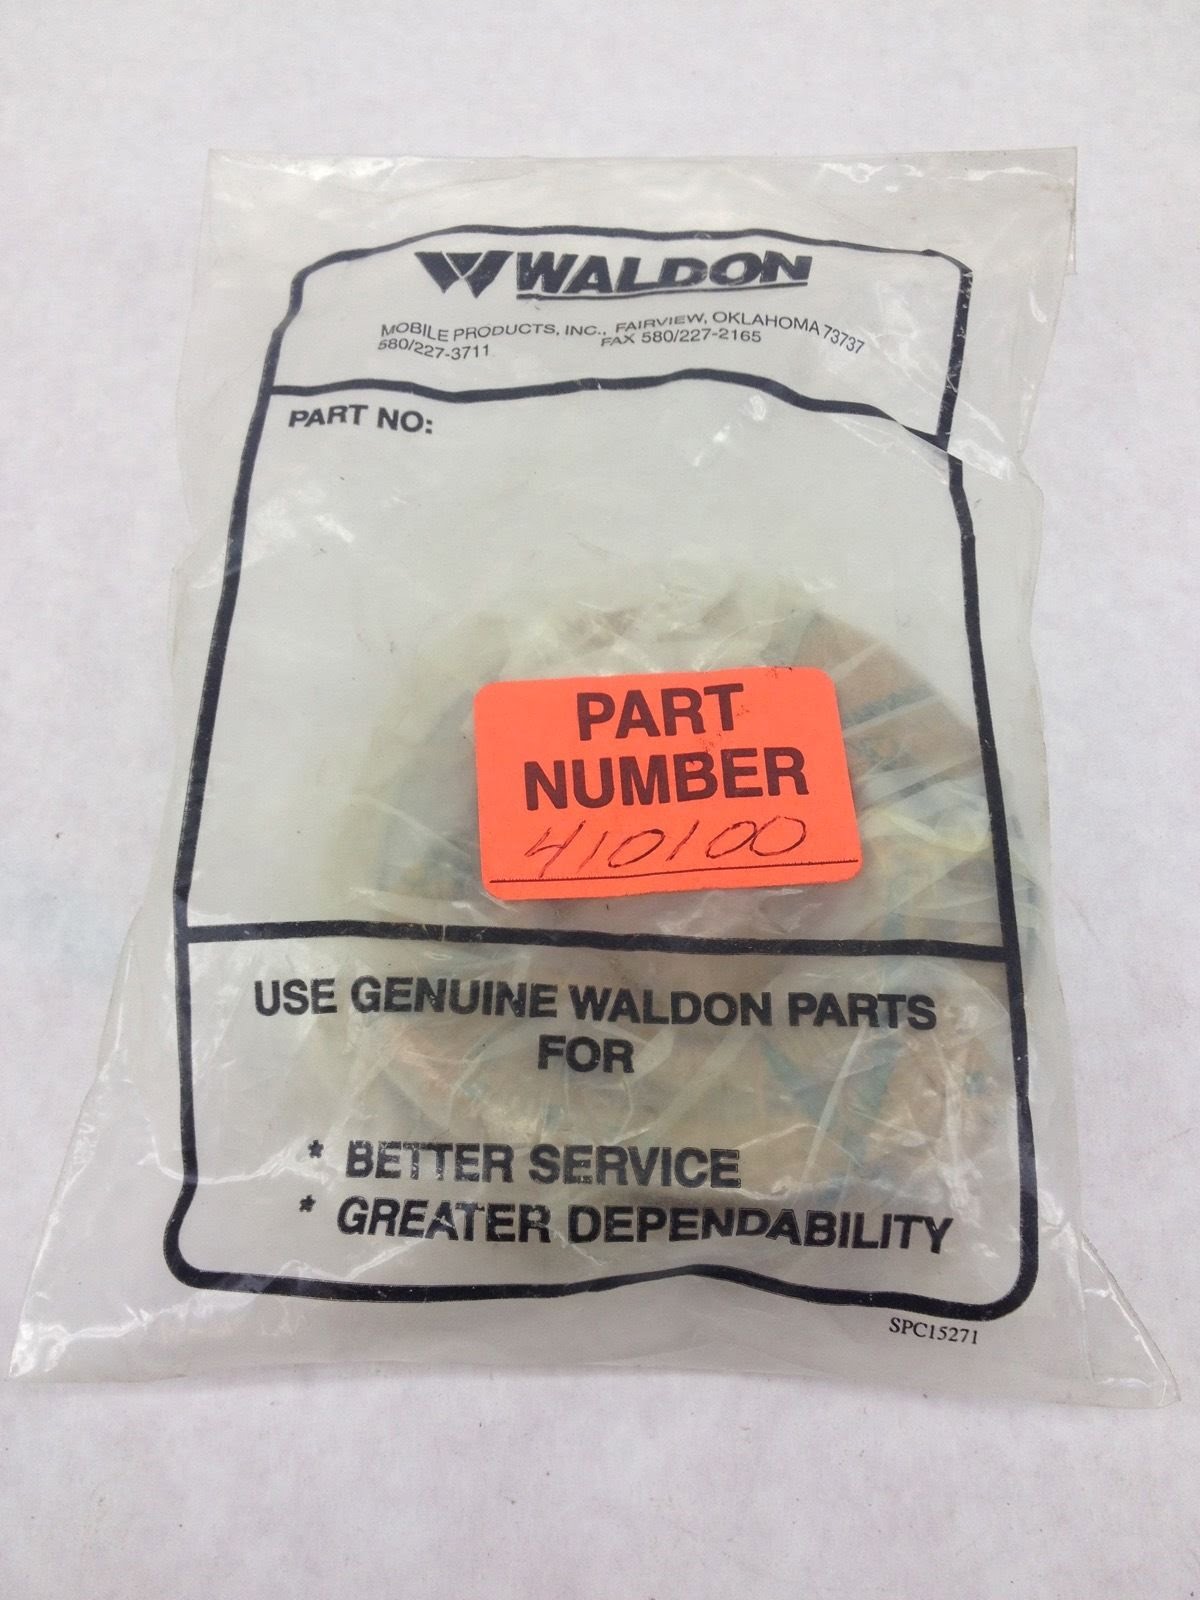 WALDON
MOBILE PRODUCTS, INC., FAIRVIEW, OKLAHOMA 73737
580/227-3711 FAX 580/227-2165
PART NO:
PART
NUMBER
410100
USE GENUINE WALDON PARTS
FOR
* BETTER SERVICE
* GREATER DEPENDABILITY
SPC15271